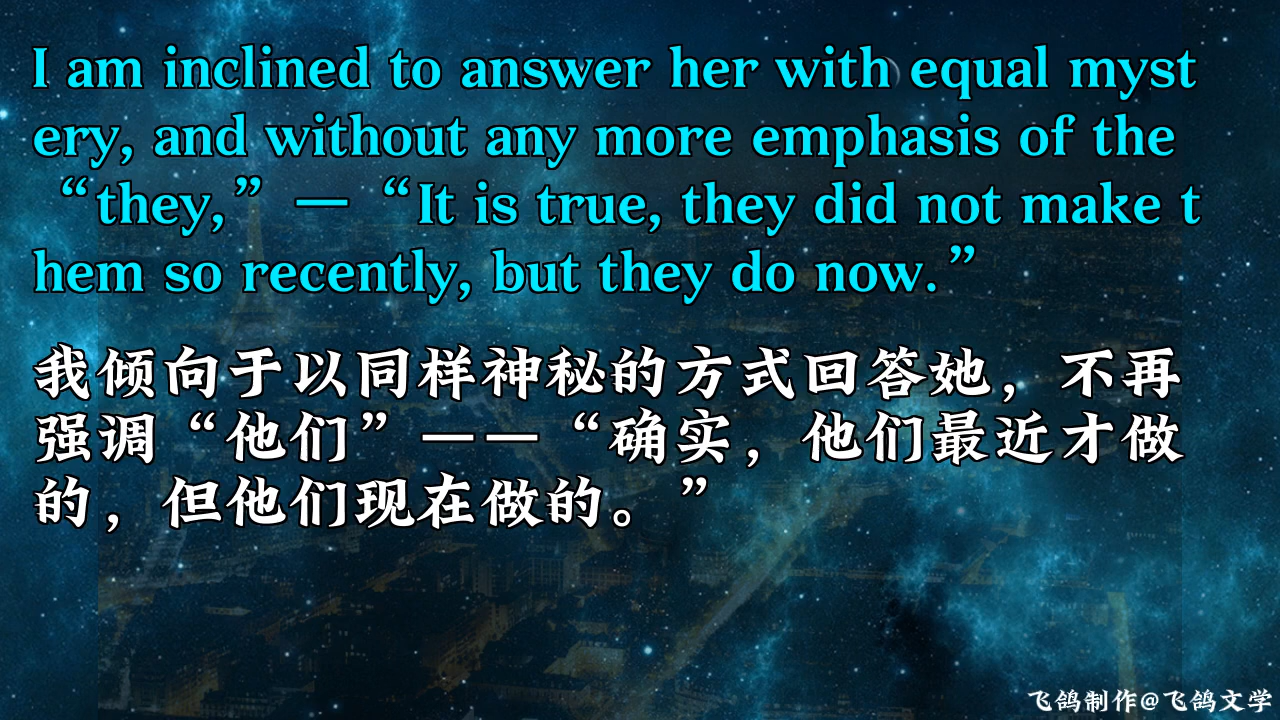 I am inclined to answer her with equal myst
ery, and without any more emphasis of the
“they,” — “It is true, they did not make t
hem so recently, but they do now.”
我倾向于以同样神秘的方式回答她，不再
强调“他们”——“确实，他们最近才做
的，但他们现在做的。”
飞鸽制作@飞鸽文学